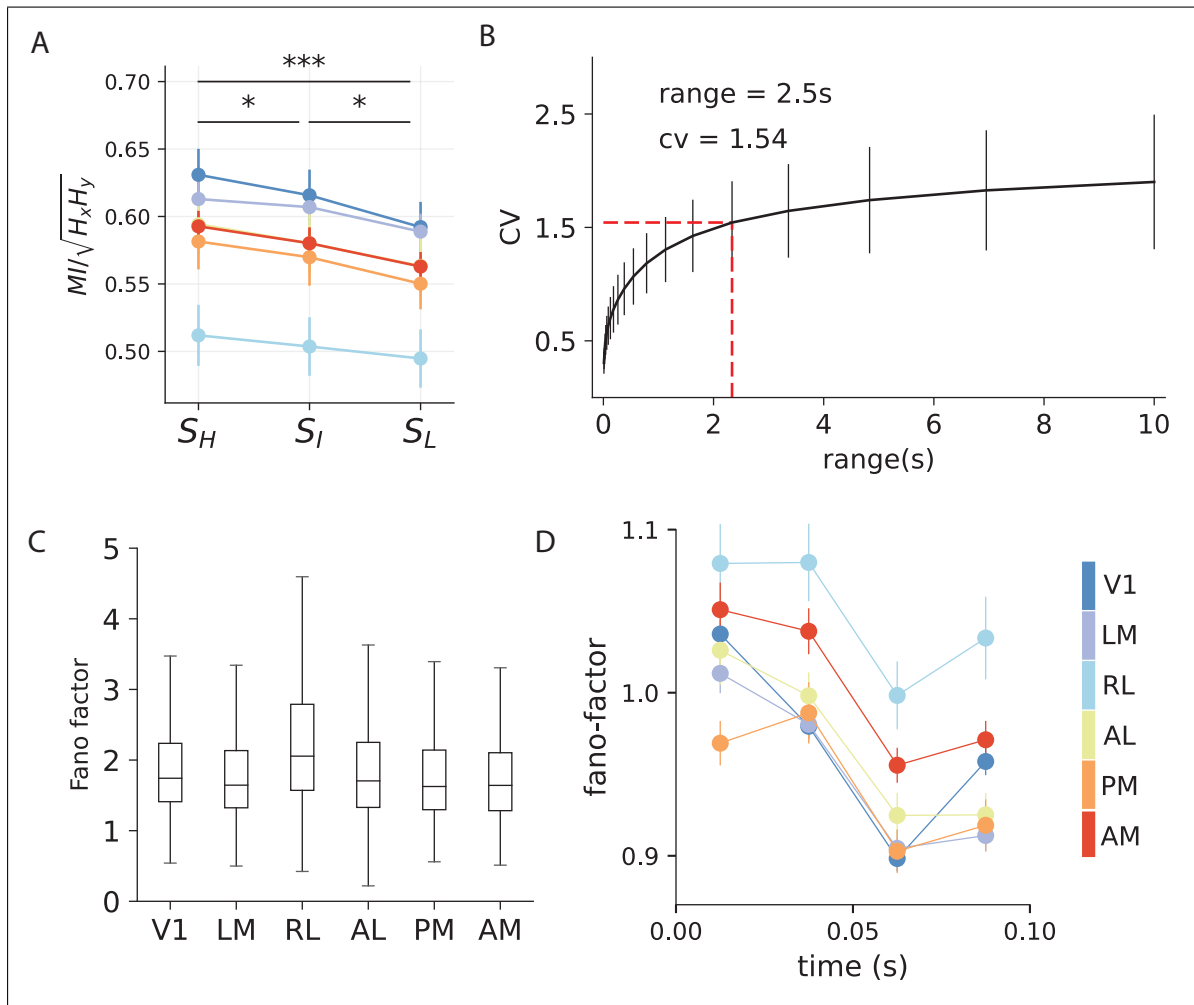 A
***
*
*
0.70
0.65
0.60
0.55
0.50
MI/√HxHy
SH
SI
SL
B
range = 2.5s
cv = 1.54
2.5
1.5
0.5
CV
0
2
4
6
8
10
range(s)
C
5
4
3
2
1
0
Fano factor
V1
LM
RL
AL
PM
AM
D
1.1
1.0
0.9
fano-factor
0.00
0.05
0.10
time (s)
V1
LM
RL
AL
PM
AM